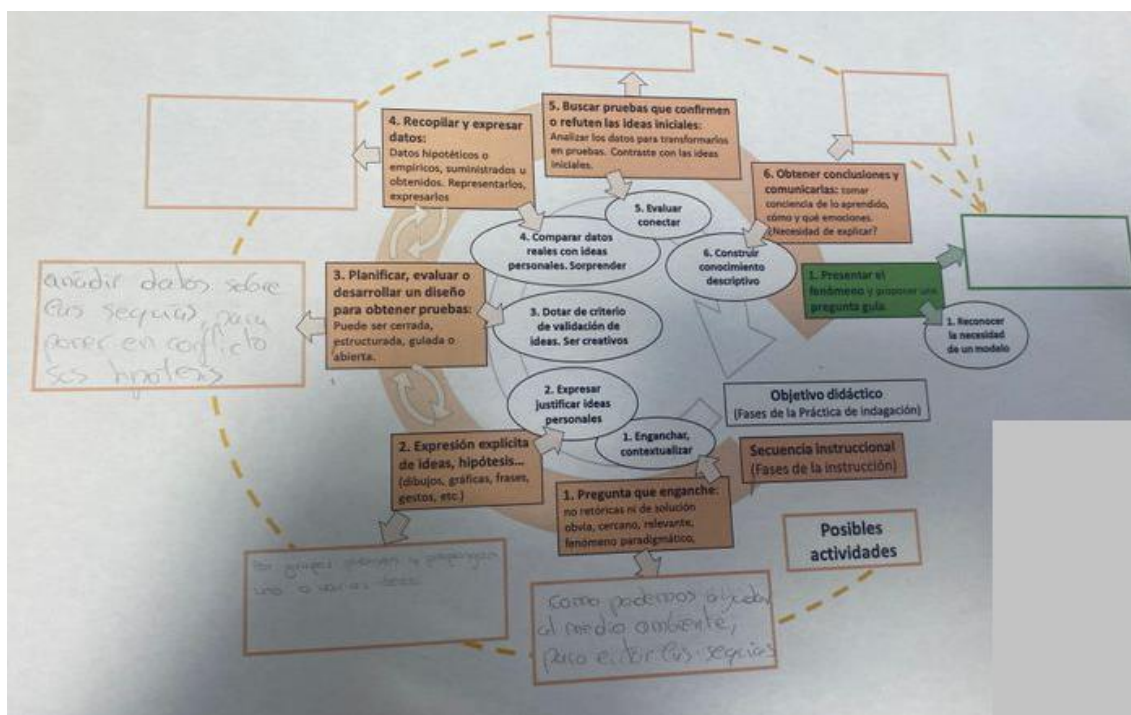 5. Buscar pruebas que confirmen
o refuten las ideas iniciales:
Analizar los datos para transformarlos
en pruebas. Contraste con las ideas
iniciales.
4. Recopilar y expresar
datos:
Datos hipotéticos o
empíricos, suministrados u
obtenidos. Representarlos,
expresarlos
6. Obtener conclusiones y
comunicarlas: tomar
conciencia de lo aprendido,
cómo y qué emociones.
¿Necesidad de explicar?
5. Evaluar
conectar
4. Comparar datos
reales con ideas
personales. Sorprender
6. Construir
conocimiento
descriptivo
1. Presentar el
fenómeno y proponer una
pregunta guía.
1. Reconocer
la necesidad
de un modelo
añadir datos sobre
las sequias, para
poner en conflicto
sus hipotesis
3. Planificar, evaluar o
desarrollar un diseño
para obtener pruebas:
Puede ser cerrada,
estructurada, guiada o
abierta.
3. Dotar de criterio
de validación de
ideas. Ser creativos
2. Expresar
justificar ideas
personales
1. Enganchar,
contextualizar
Objetivo didáctico
(Fases de la Práctica de indagación)
Secuencia instruccional
(Fases de la instrucción)
2. Expresión explícita
de ideas, hipótesis...
(dibujos, gráficas, frases,
gestos, etc.)
1. Pregunta que enganche:
no retóricas ni de solución
obvia, cercano, relevante,
fenómeno paradigmático,
Posibles
actividades
grupos
una o varias
como podemos ayudar
al medio ambiente,
para evitar las sequias